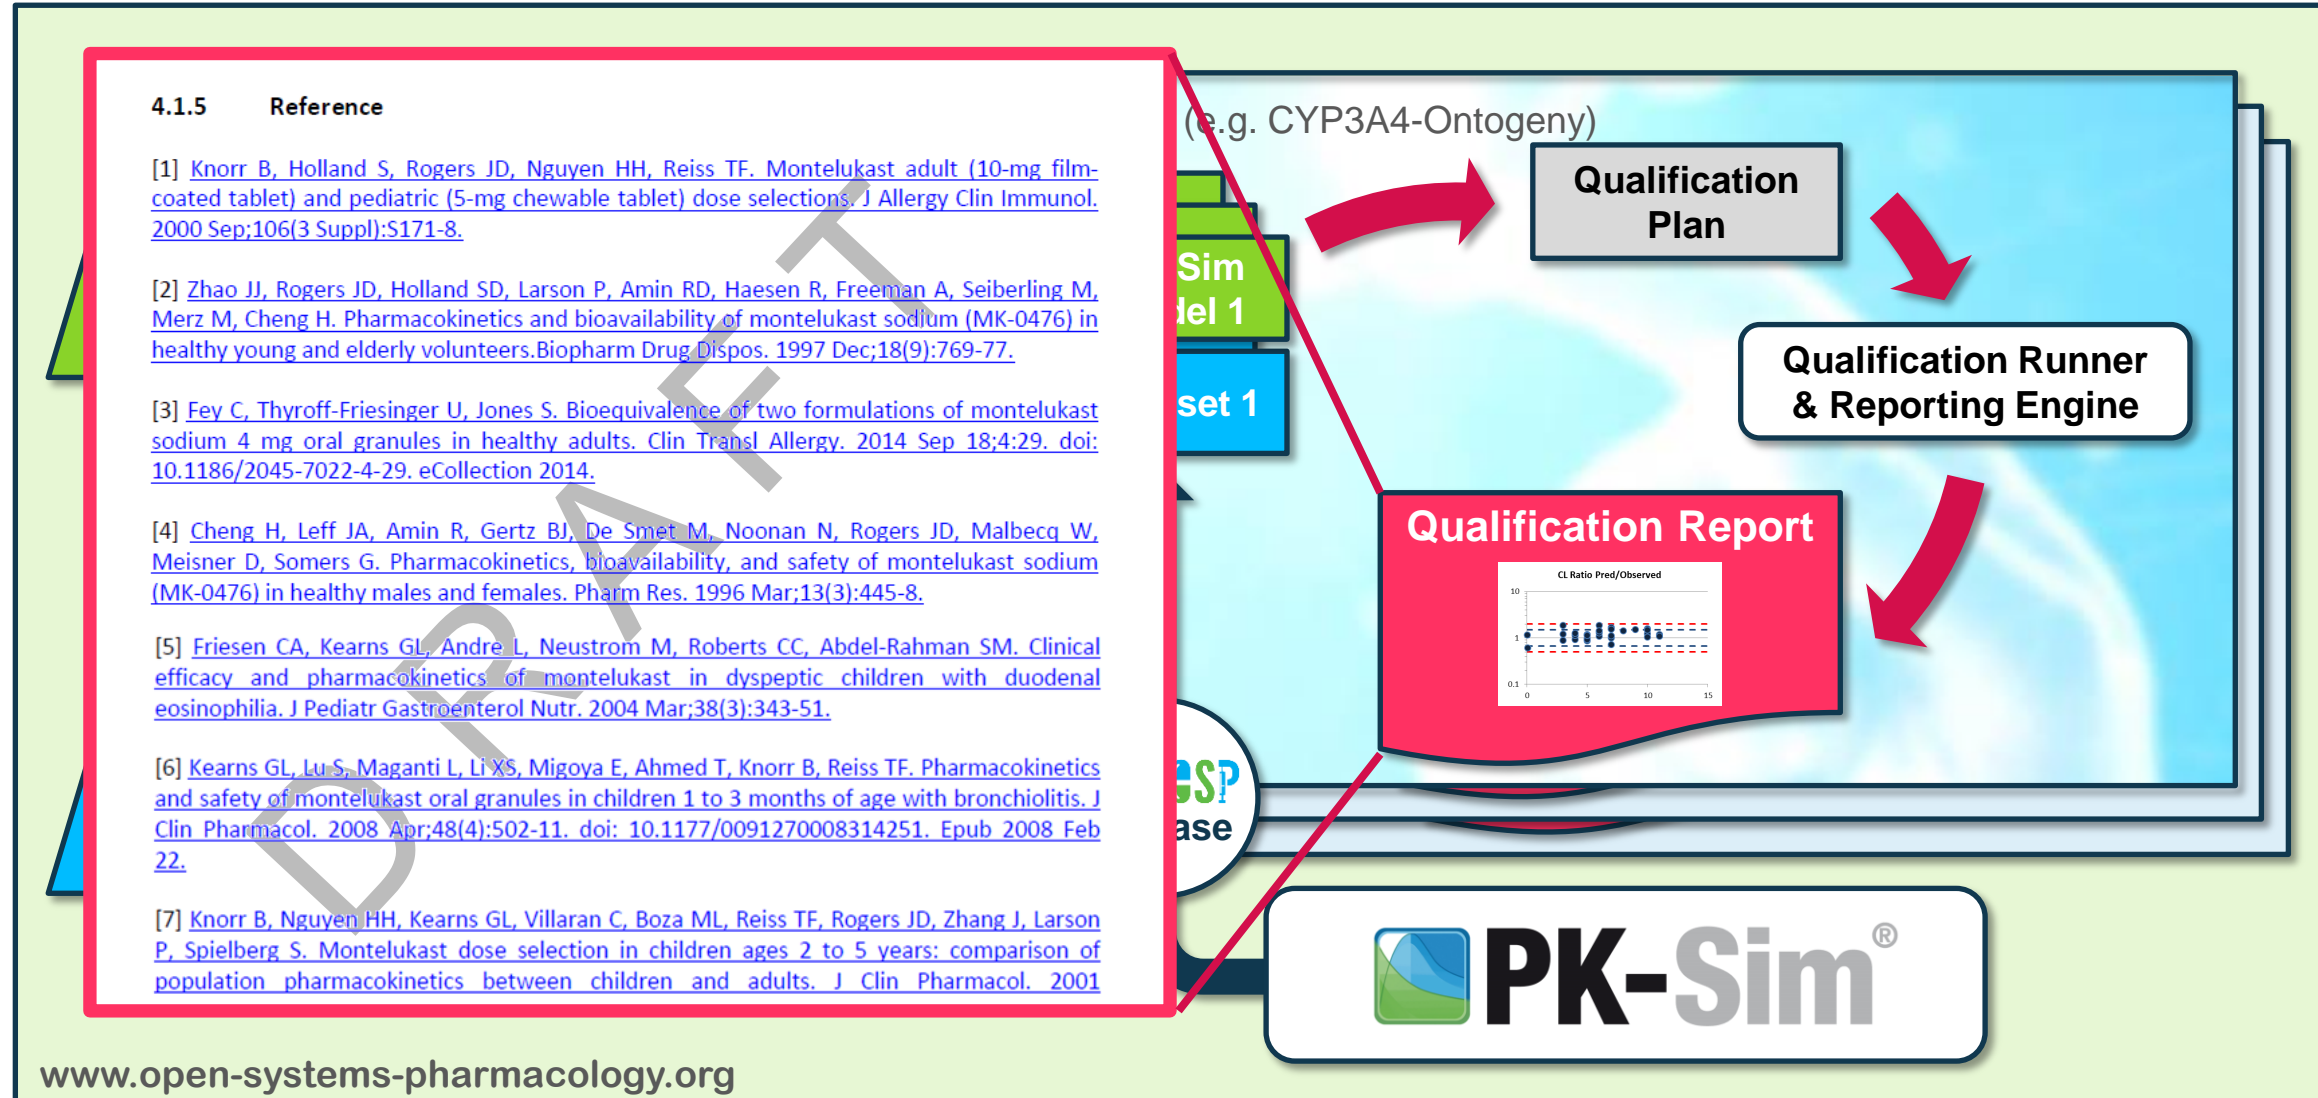 4.1.5 Reference
[1] Knorr B, Holland S, Rogers JD, Nguyen HH, Reiss TF. Montelukast adult (10-mg film-
coated tablet) and pediatric (5-mg chewable tablet) dose selections. J Allergy Clin Immunol.
2000 Sep;106(3 Suppl):S171-8.
[2] Zhao JJ, Rogers JD, Holland SD, Larson P, Amin RD, Haesen R, Freeman A, Seiberling M,
Merz M, Cheng H. Pharmacokinetics and bioavailability of montelukast sodium (MK-0476) in
healthy young and elderly volunteers.Biopharm Drug Dispos. 1997 Dec;18(9):769-77.
[3] Fey C, Thyroff-Friesinger U, Jones S. Bioequivalence of two formulations of montelukast
sodium 4 mg oral granules in healthy adults. Clin Transl Allergy. 2014 Sep 18;4:29. doi:
10.1186/2045-7022-4-29. eCollection 2014.
[4] Cheng H, Leff JA, Amin R, Gertz BJ, De Smet M, Noonan N, Rogers JD, Malbecq W,
Meisner D, Somers G. Pharmacokinetics, bioavailability, and safety of montelukast sodium
(MK-0476) in healthy males and females. Pharm Res. 1996 Mar;13(3):445-8.
[5] Friesen CA, Kearns GL, Andre L, Neustrom M, Roberts CC, Abdel-Rahman SM. Clinical
efficacy and pharmacokinetics of montelukast in dyspeptic children with duodenal
eosinophilia. J Pediatr Gastroenterol Nutr. 2004 Mar;38(3):343-51.
[6] Kearns GL, Lu S, Maganti L, Li XS, Migoya E, Ahmed T, Knorr B, Reiss TF. Pharmacokinetics
and safety of montelukast oral granules in children 1 to 3 months of age with bronchiolitis. J
Clin Pharmacol. 2008 Apr;48(4):502-11. doi: 10.1177/0091270008314251. Epub 2008 Feb
22.
[7] Knorr B, Nguyen HH, Kearns GL, Villaran C, Boza ML, Reiss TF, Rogers JD, Zhang J, Larson
P, Spielberg S. Montelukast dose selection in children ages 2 to 5 years: comparison of
population pharmacokinetics between children and adults. J Clin Pharmacol. 2001
DRAFT
(e.g. CYP3A4-Ontogeny)
Sim
del 1
set 1
Qualification
Plan
Qualification Runner
& Reporting Engine
Qualification Report
CL Ratio Pred/Observed
10
1
0.1
0 5 10 15
SP
ase
PK-Sim®
www.open-systems-pharmacology.org